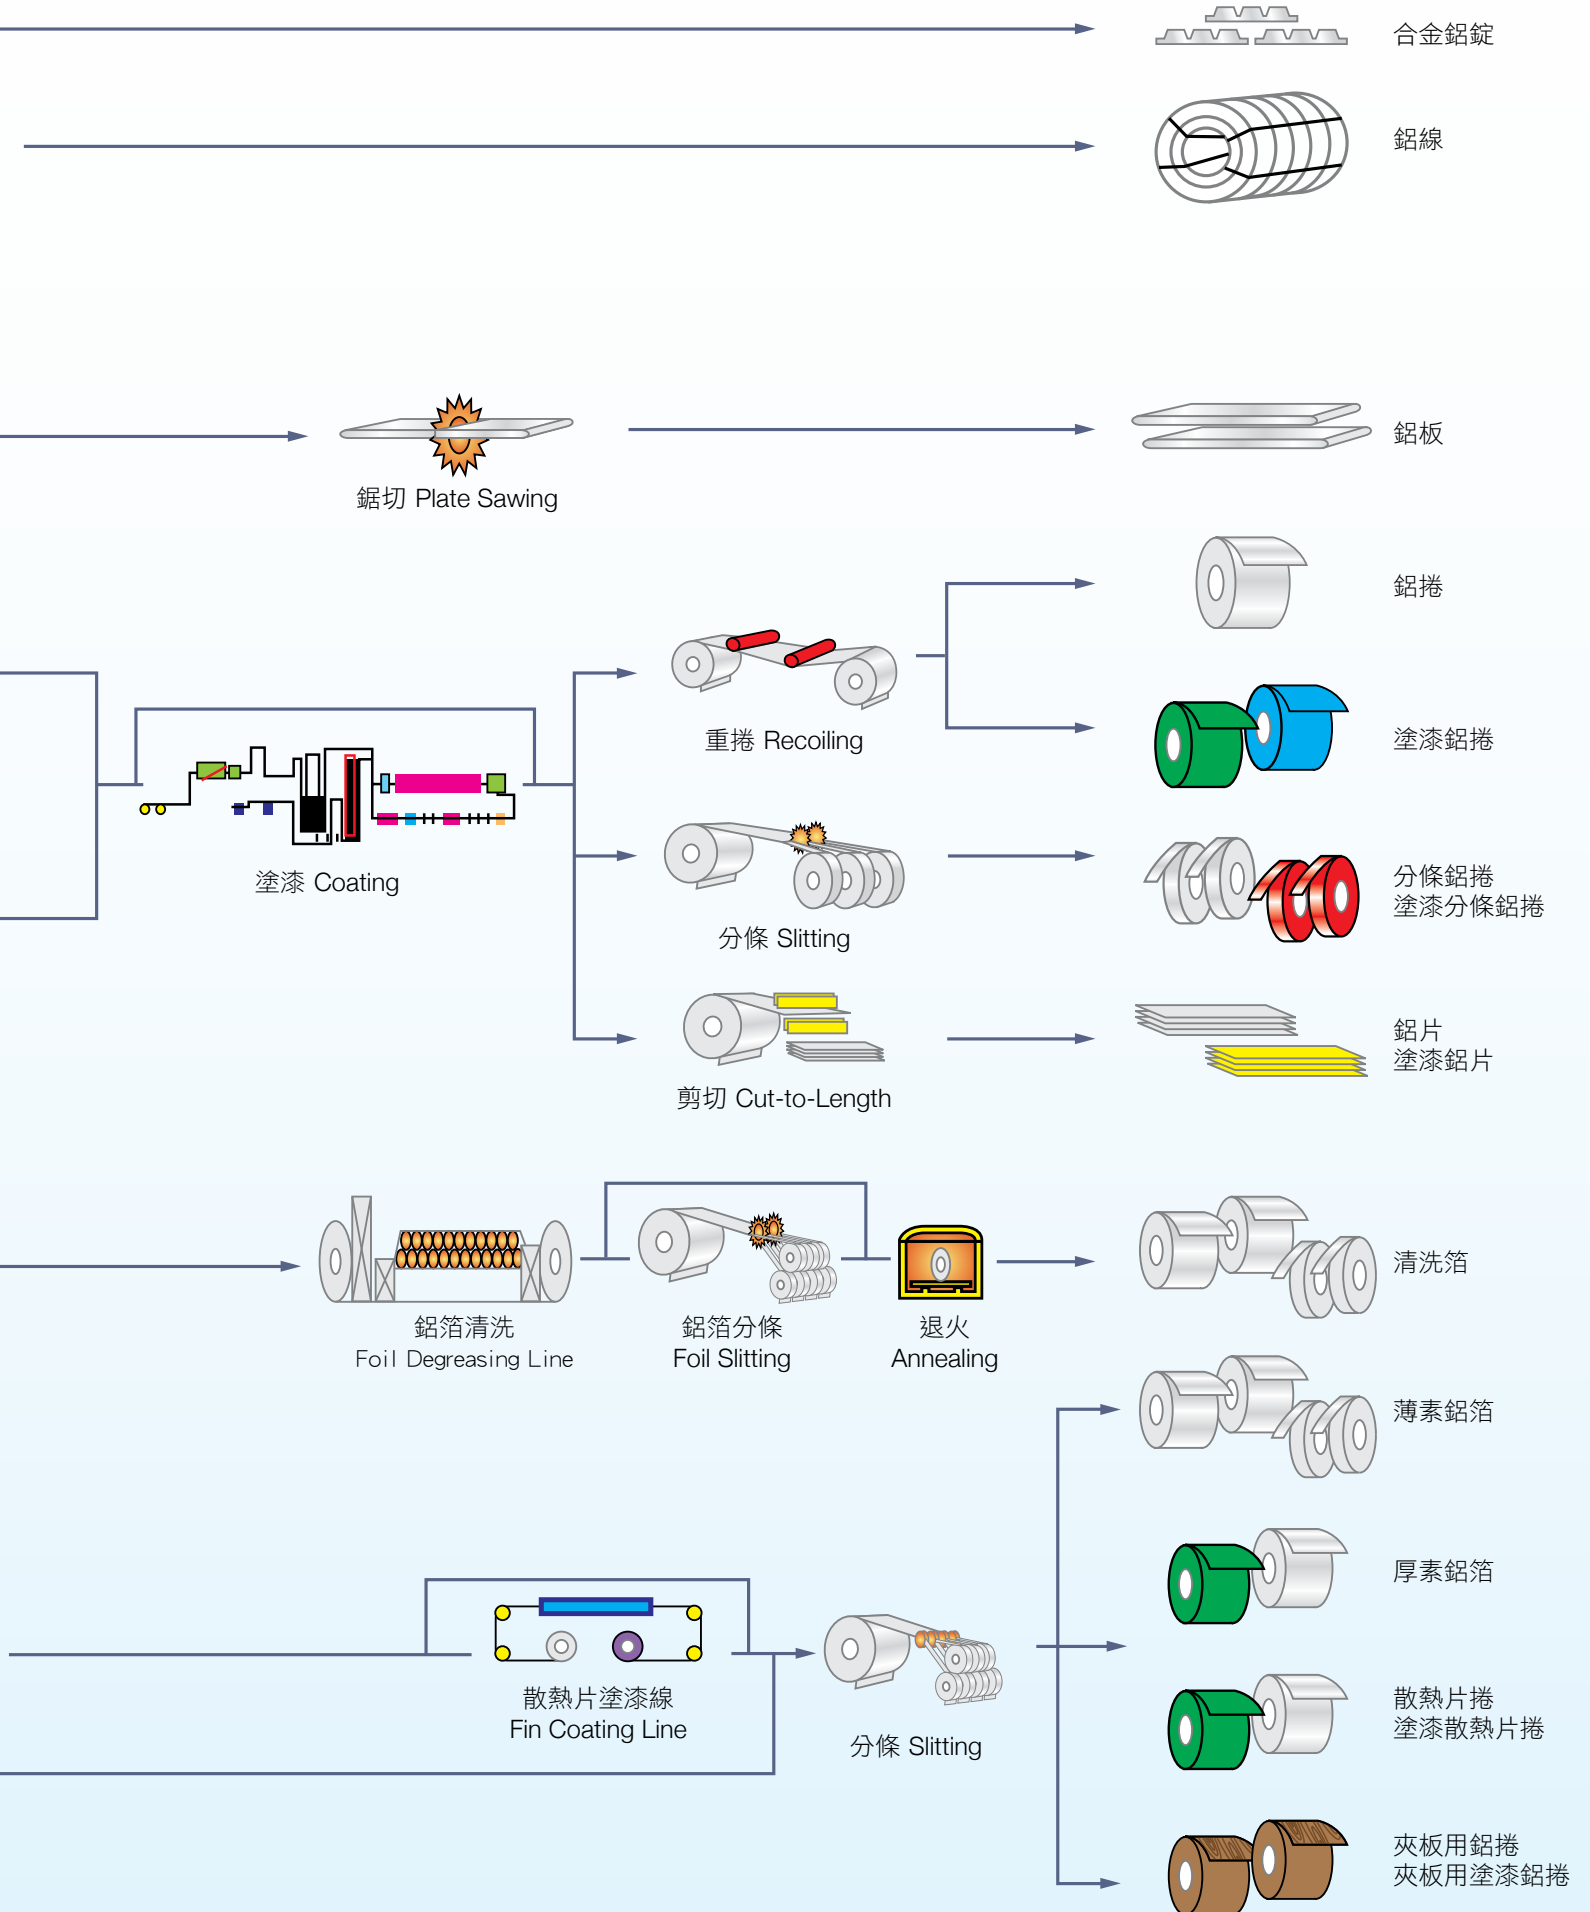 合金鋁錠
鋁線
鋸切 Plate Sawing
鋁板
鋁捲
重捲 Recoiling
塗漆鋁捲
塗漆 Coating
分條 Slitting
分條鋁捲
塗漆分條鋁捲
剪切 Cut-to-Length
鋁片
塗漆鋁片
鋁箔清洗
Foil Degreasing Line
鋁箔分條
Foil Slitting
退火
Annealing
清洗箔
薄素鋁箔
厚素鋁箔
散熱片塗漆線
Fin Coating Line
分條 Slitting
散熱片捲
塗漆散熱片捲
夾板用鋁捲
夾板用塗漆鋁捲